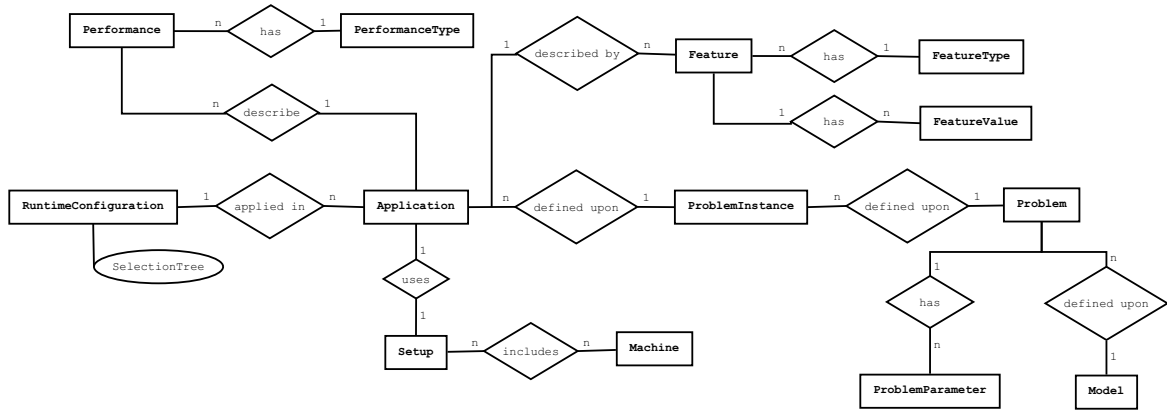 Performance n has 1 PerformanceType
1 described by n Feature n has 1 FeatureType
n describe 1
1 has n FeatureValue
RuntimeConfiguration 1 applied in n Application n defined upon 1 ProblemInstance n defined upon 1 Problem
SelectionTree
1 uses 1
1 has n
n defined upon 1
Setup n includes n Machine
ProblemParameter Model